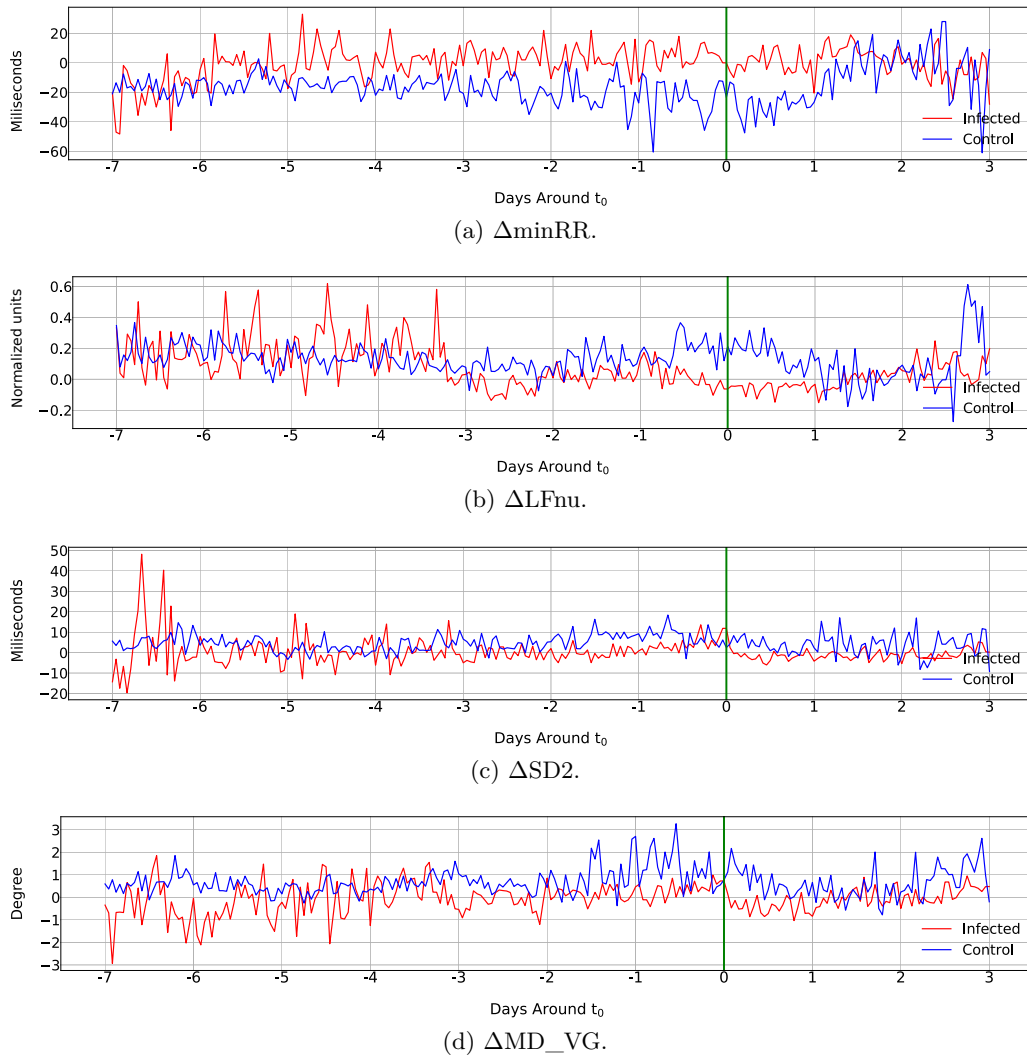 20
0
−20
−40
−60
Miliseconds
Infected
Control
-7 -6 -5 -4 -3 -2 -1 0 1 2 3
Days Around t₀
(a) ΔminRR.
0.6
0.4
0.2
0.0
−0.2
Normalized units
Infected
Control
-7 -6 -5 -4 -3 -2 -1 0 1 2 3
Days Around t₀
(b) ΔLFnu.
50
40
30
20
10
0
−10
−20
Miliseconds
Infected
Control
-7 -6 -5 -4 -3 -2 -1 0 1 2 3
Days Around t₀
(c) ΔSD2.
3
2
1
0
−1
−2
−3
Degree
Infected
Control
-7 -6 -5 -4 -3 -2 -1 0 1 2 3
Days Around t₀
(d) ΔMD_VG.